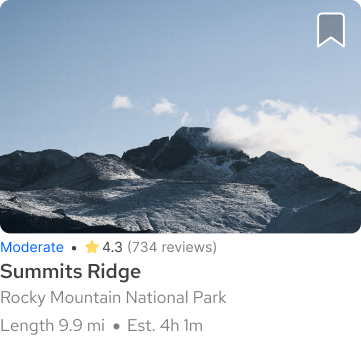 Moderate • 4.3 (734 reviews)
Summits Ridge
Rocky Mountain National Park
Length 9.9 mi • Est. 4h 1m